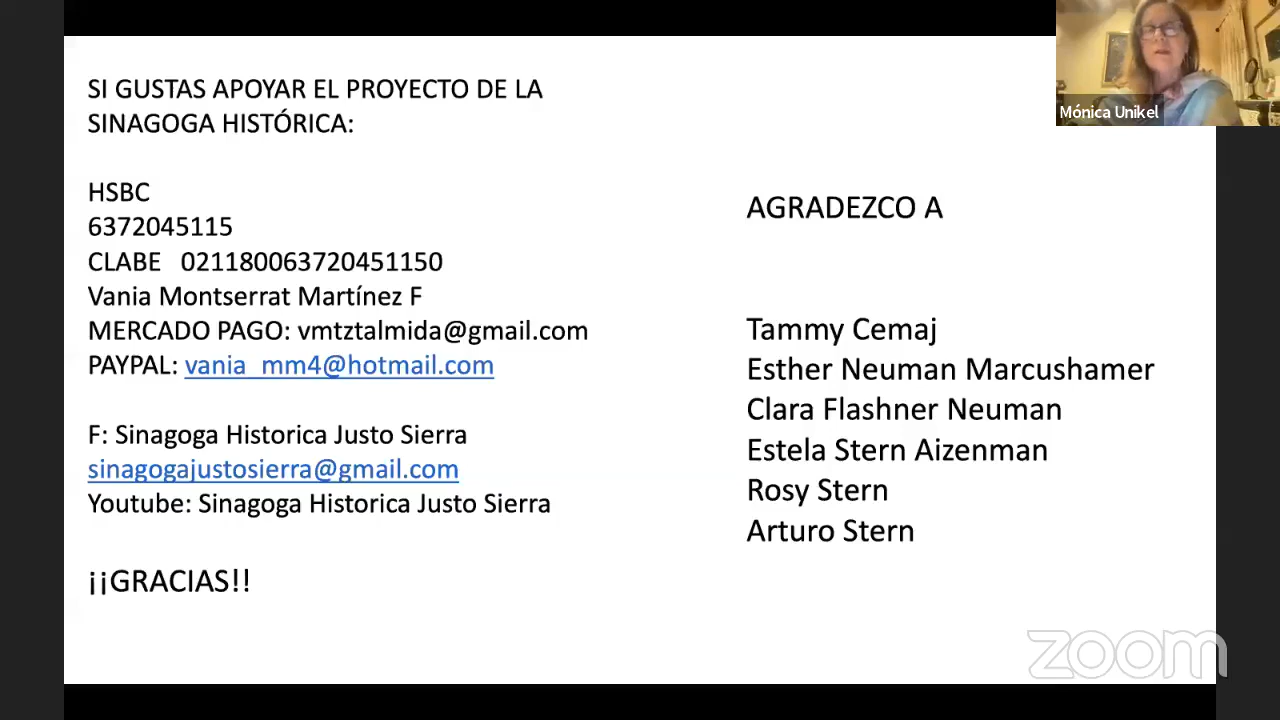 SI GUSTAS APOYAR EL PROYECTO DE LA
SINAGOGA HISTÓRICA:
HSBC
6372045115
CLABE 021180063720451150
Vania Montserrat Martínez F
MERCADO PAGO: vmtztalmida@gmail.com
PAYPAL: vania_mm4@hotmail.com
F: Sinagoga Historica Justo Sierra
sinagogajustosierra@gmail.com
Youtube: Sinagoga Historica Justo Sierra
¡¡GRACIAS!!
AGRADEZCO A
Tammy Cemaj
Esther Neuman Marcushamer
Clara Flashner Neuman
Estela Stern Aizenman
Rosy Stern
Arturo Stern
Mónica Unikel
zoom